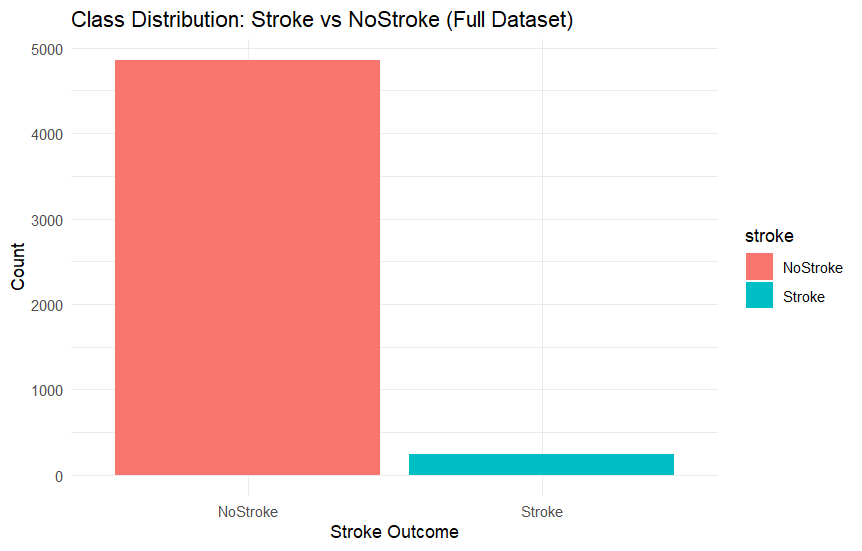 Class Distribution: Stroke vs NoStroke (Full Dataset)
5000
4000
3000
2000
1000
0
Count
NoStroke
Stroke
Stroke Outcome
stroke
NoStroke
Stroke